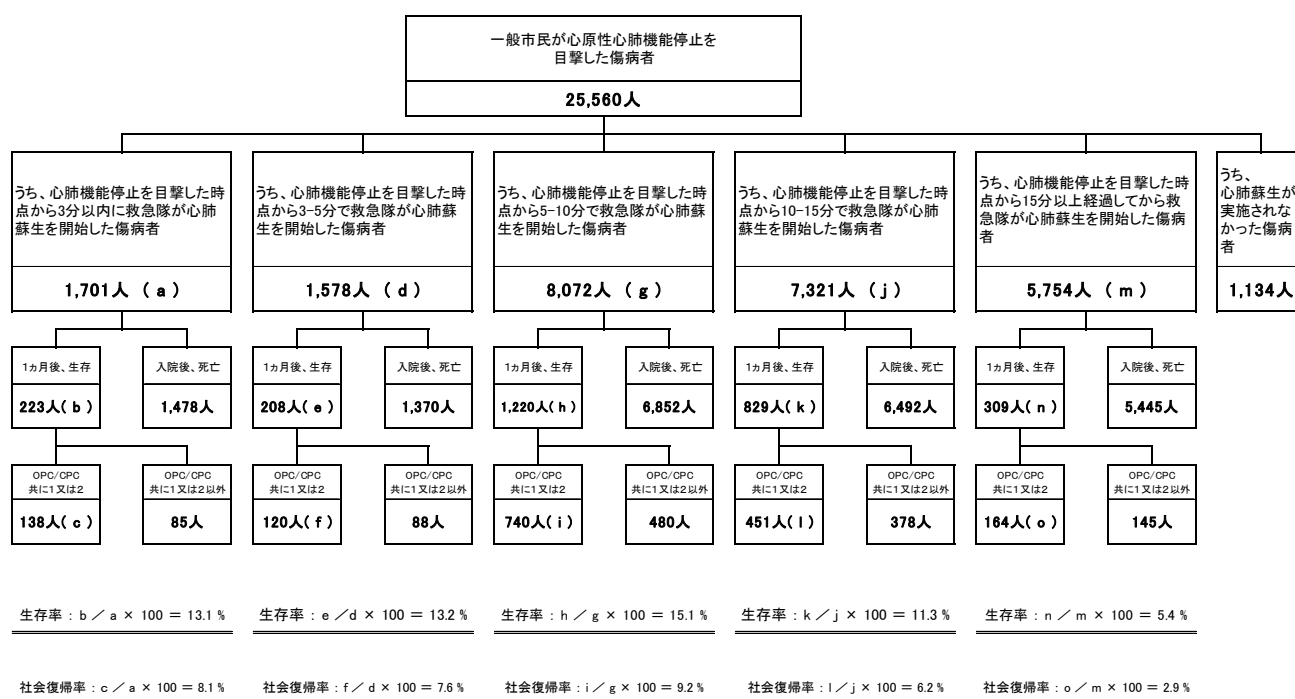 一般市民が心原性心肺機能停止を
目撃した傷病者
25,560人
うち、心肺機能停止を目撃した時
点から3分以内に救急隊が心肺
蘇生を開始した傷病者
1,701人 （a）
うち、心肺機能停止を目撃した時
点から3-5分で救急隊が心肺蘇
生を開始した傷病者
1,578人 （d）
うち、心肺機能停止を目撃した時
点から5-10分で救急隊が心肺蘇
生を開始した傷病者
8,072人 （g）
うち、心肺機能停止を目撃した時
点から10-15分で救急隊が心肺
蘇生を開始した傷病者
7,321人 （j）
うち、心肺機能停止を目撃した時
点から15分以上経過してから救
急隊が心肺蘇生を開始した傷病
者
5,754人 （m）
うち、
心肺蘇生が
実施されな
かった傷病
者
1,134人
1ヵ月後、生存
223人(b)
入院後、死亡
1,478人
1ヵ月後、生存
208人(e)
入院後、死亡
1,370人
1ヵ月後、生存
1,220人(h)
入院後、死亡
6,852人
1ヵ月後、生存
829人(k)
入院後、死亡
6,492人
1ヵ月後、生存
309人(n)
入院後、死亡
5,445人
OPC/CPC
共に1又は2
138人(c)
OPC/CPC
共に1又は2以外
85人
OPC/CPC
共に1又は2
120人(f)
OPC/CPC
共に1又は2以外
88人
OPC/CPC
共に1又は2
740人(i)
OPC/CPC
共に1又は2以外
480人
OPC/CPC
共に1又は2
451人(l)
OPC/CPC
共に1又は2以外
378人
OPC/CPC
共に1又は2
164人(o)
OPC/CPC
共に1又は2以外
145人
生存率：b／a × 100 ＝ 13.1 %
生存率：e／d × 100 ＝ 13.2 %
生存率：h／g × 100 ＝ 15.1 %
生存率：k／j × 100 ＝ 11.3 %
生存率：n／m × 100 ＝ 5.4 %
社会復帰率：c／a × 100 ＝ 8.1 %
社会復帰率：f／d × 100 ＝ 7.6 %
社会復帰率：i／g × 100 ＝ 9.2 %
社会復帰率：l／j × 100 ＝ 6.2 %
社会復帰率：o／m × 100 ＝ 2.9 %